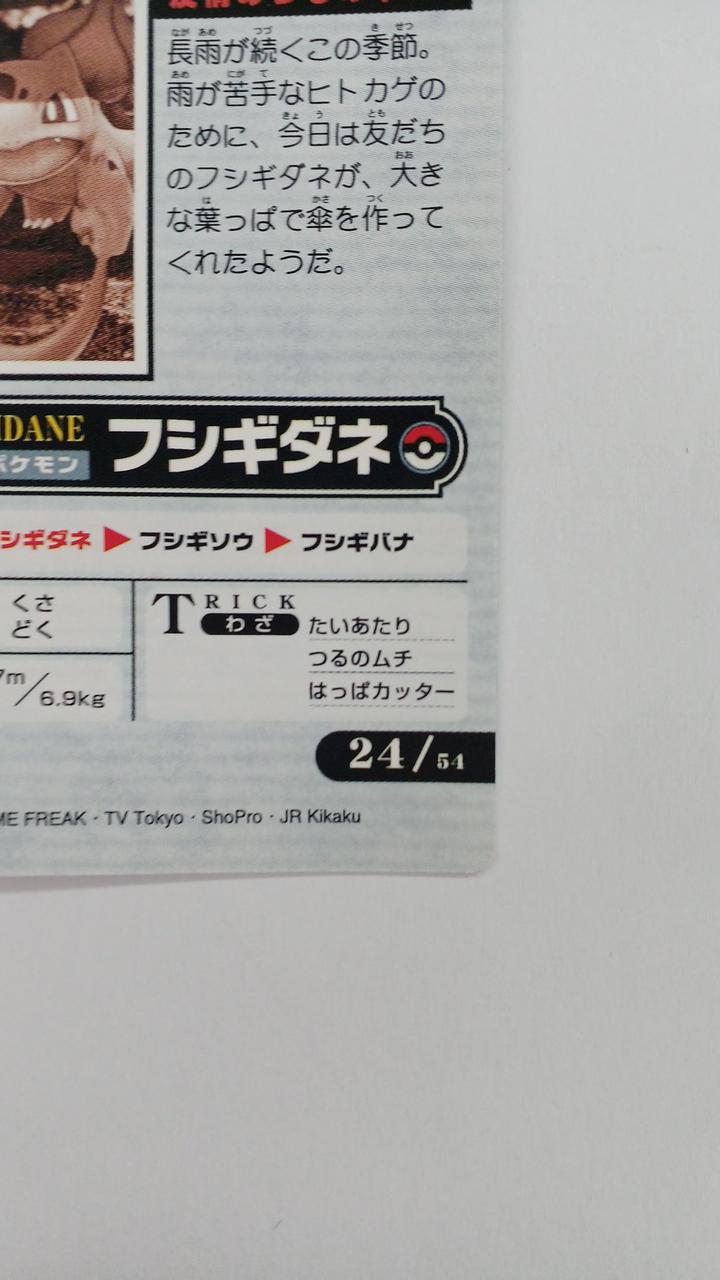 長雨が続くこの季節。
雨が苦手なヒトカゲの
ために、今日は友だち
のフシギダネが、大き
な葉っぱで傘を作って
くれたようだ。
DANE
ポケモン
フシギダネ
シギダネ▶フシギソウ▶フシギバナ
くさ
どく
7m/6.9kg
TRICK
わざ
たいあたり
つるのムチ
はっぱカッター
24/54
ME FREAK・TV Tokyo・ShoPro・JR Kikaku